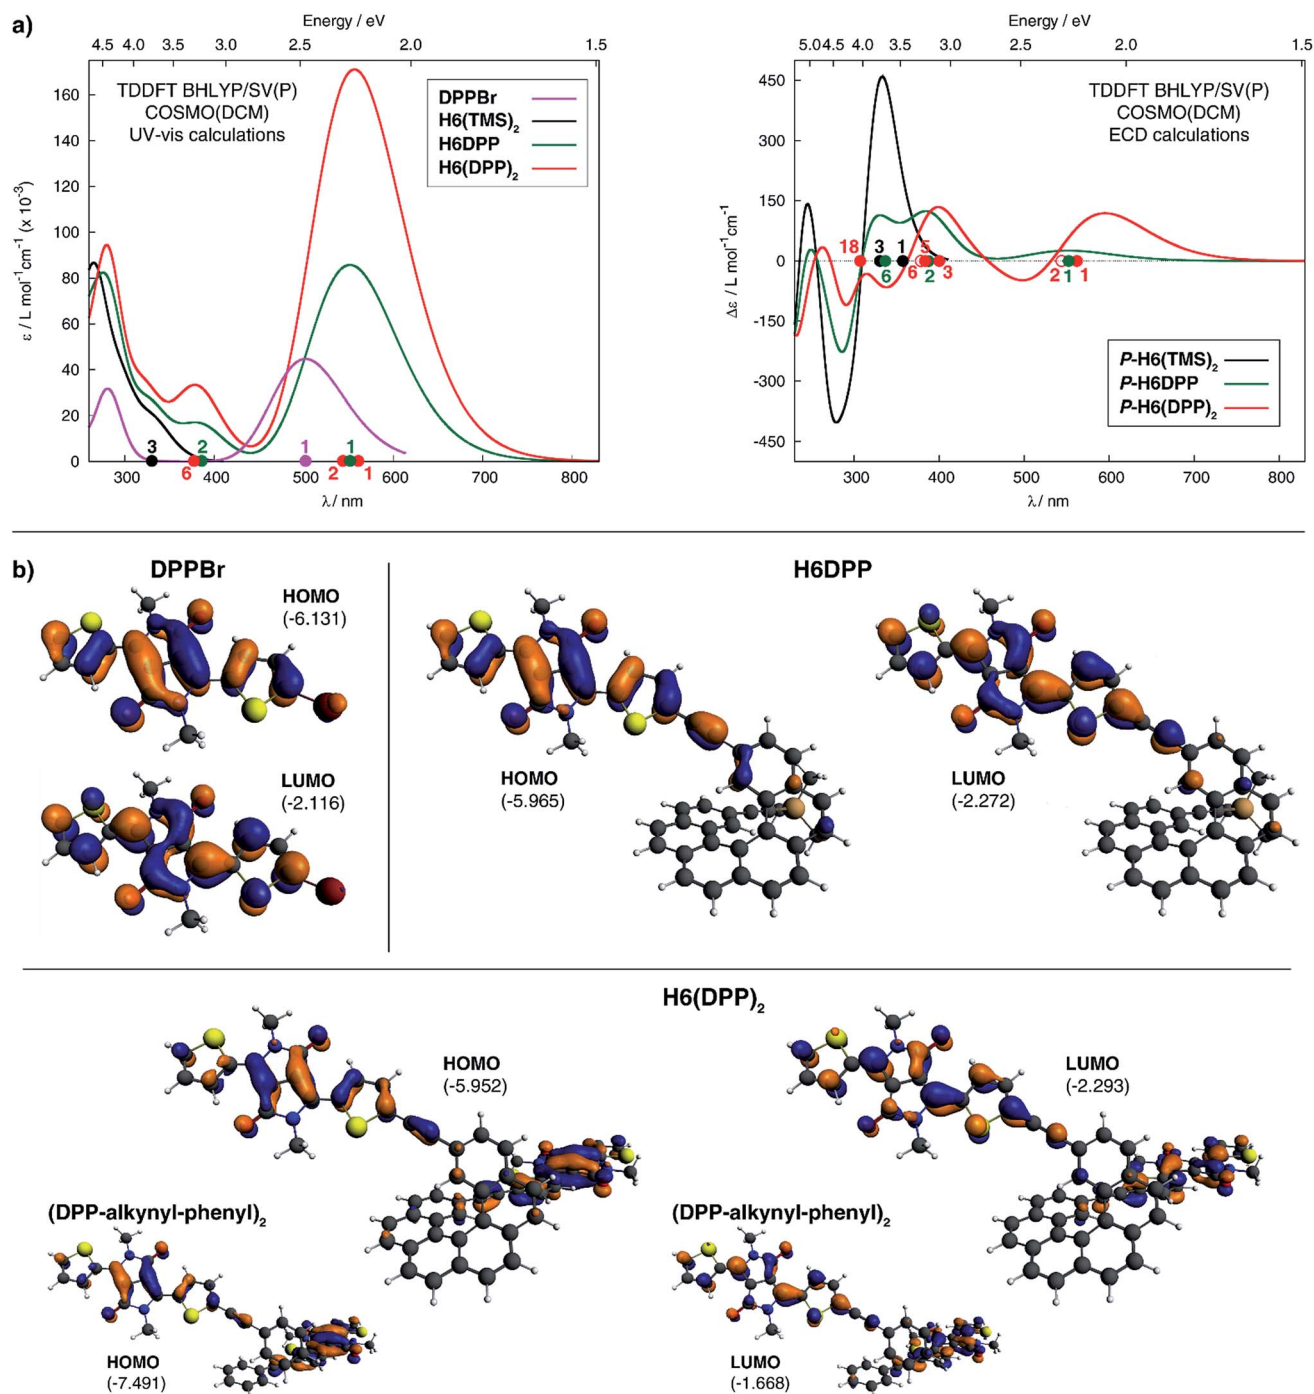 a)
Energy / eV
4.5 4.0 3.5 3.0 2.5 2.0 1.5
TDDFT BHLYP/SV(P)
COSMO(DCM)
UV-vis calculations
DPPBr
H6(TMS)₂
H6DPP
H6(DPP)₂
ε / L mol⁻¹cm⁻¹ (x 10⁻³)
160
140
120
100
80
60
40
20
0
3 2 1 1
6 2 1
300 400 500 600 700 800
λ/ nm
Energy / eV
5.0 4.5 4.0 3.5 3.0 2.5 2.0 1.5
TDDFT BHLYP/SV(P)
COSMO(DCM)
ECD calculations
Δε / L mol⁻¹cm⁻¹
450
300
150
0
-150
-300
-450
18 3 1 5
6 6 2 3 2 1 1
P-H6(TMS)₂
P-H6DPP
P-H6(DPP)₂
300 400 500 600 700 800
λ/ nm
b)
DPPBr
HOMO
(-6.131)
LUMO
(-2.116)
H6DPP
HOMO
(-5.965)
LUMO
(-2.272)
H6(DPP)₂
HOMO
(-5.952)
LUMO
(-2.293)
(DPP-alkynyl-phenyl)₂
HOMO
(-7.491)
(DPP-alkynyl-phenyl)₂
LUMO
(-1.668)